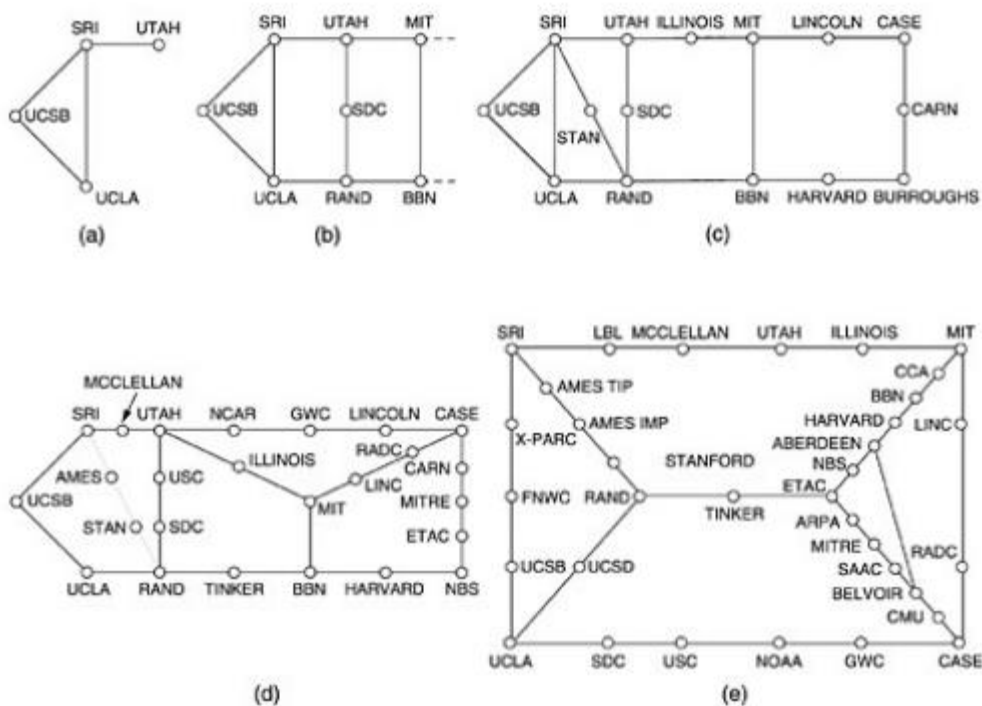 SRI UTAH
UCSB
UCLA
(a)
SRI UTAH MIT
UCSB SDC
UCLA RAND BBN
(b)
SRI UTAH ILLINOIS MIT LINCOLN CASE
UCSB STAN SDC CARN
UCLA RAND BBN HARVARD BURROUGHS
(c)
MCCLELLAN
SRI UTAH NCAR GWC LINCOLN CASE
RADC
ILLINOIS CARN
AMES USC LINC
UCSB MIT MITRE
STAN SDC ETAC
UCLA RAND TINKER BBN HARVARD NBS
(d)
SRI LBL MCCLELLAN UTAH ILLINOIS MIT
CCA
AMES TIP BBN
AMES IMP HARVARD LINC
X-PARC ABERDEEN
STANFORD NBS
FNWC RAND ETAC
TINKER ARPA
MITRE RADC
UCSB UCSD SAAC
BELVOIR
CMU
UCLA SDC USC NOAA GWC CASE
(e)